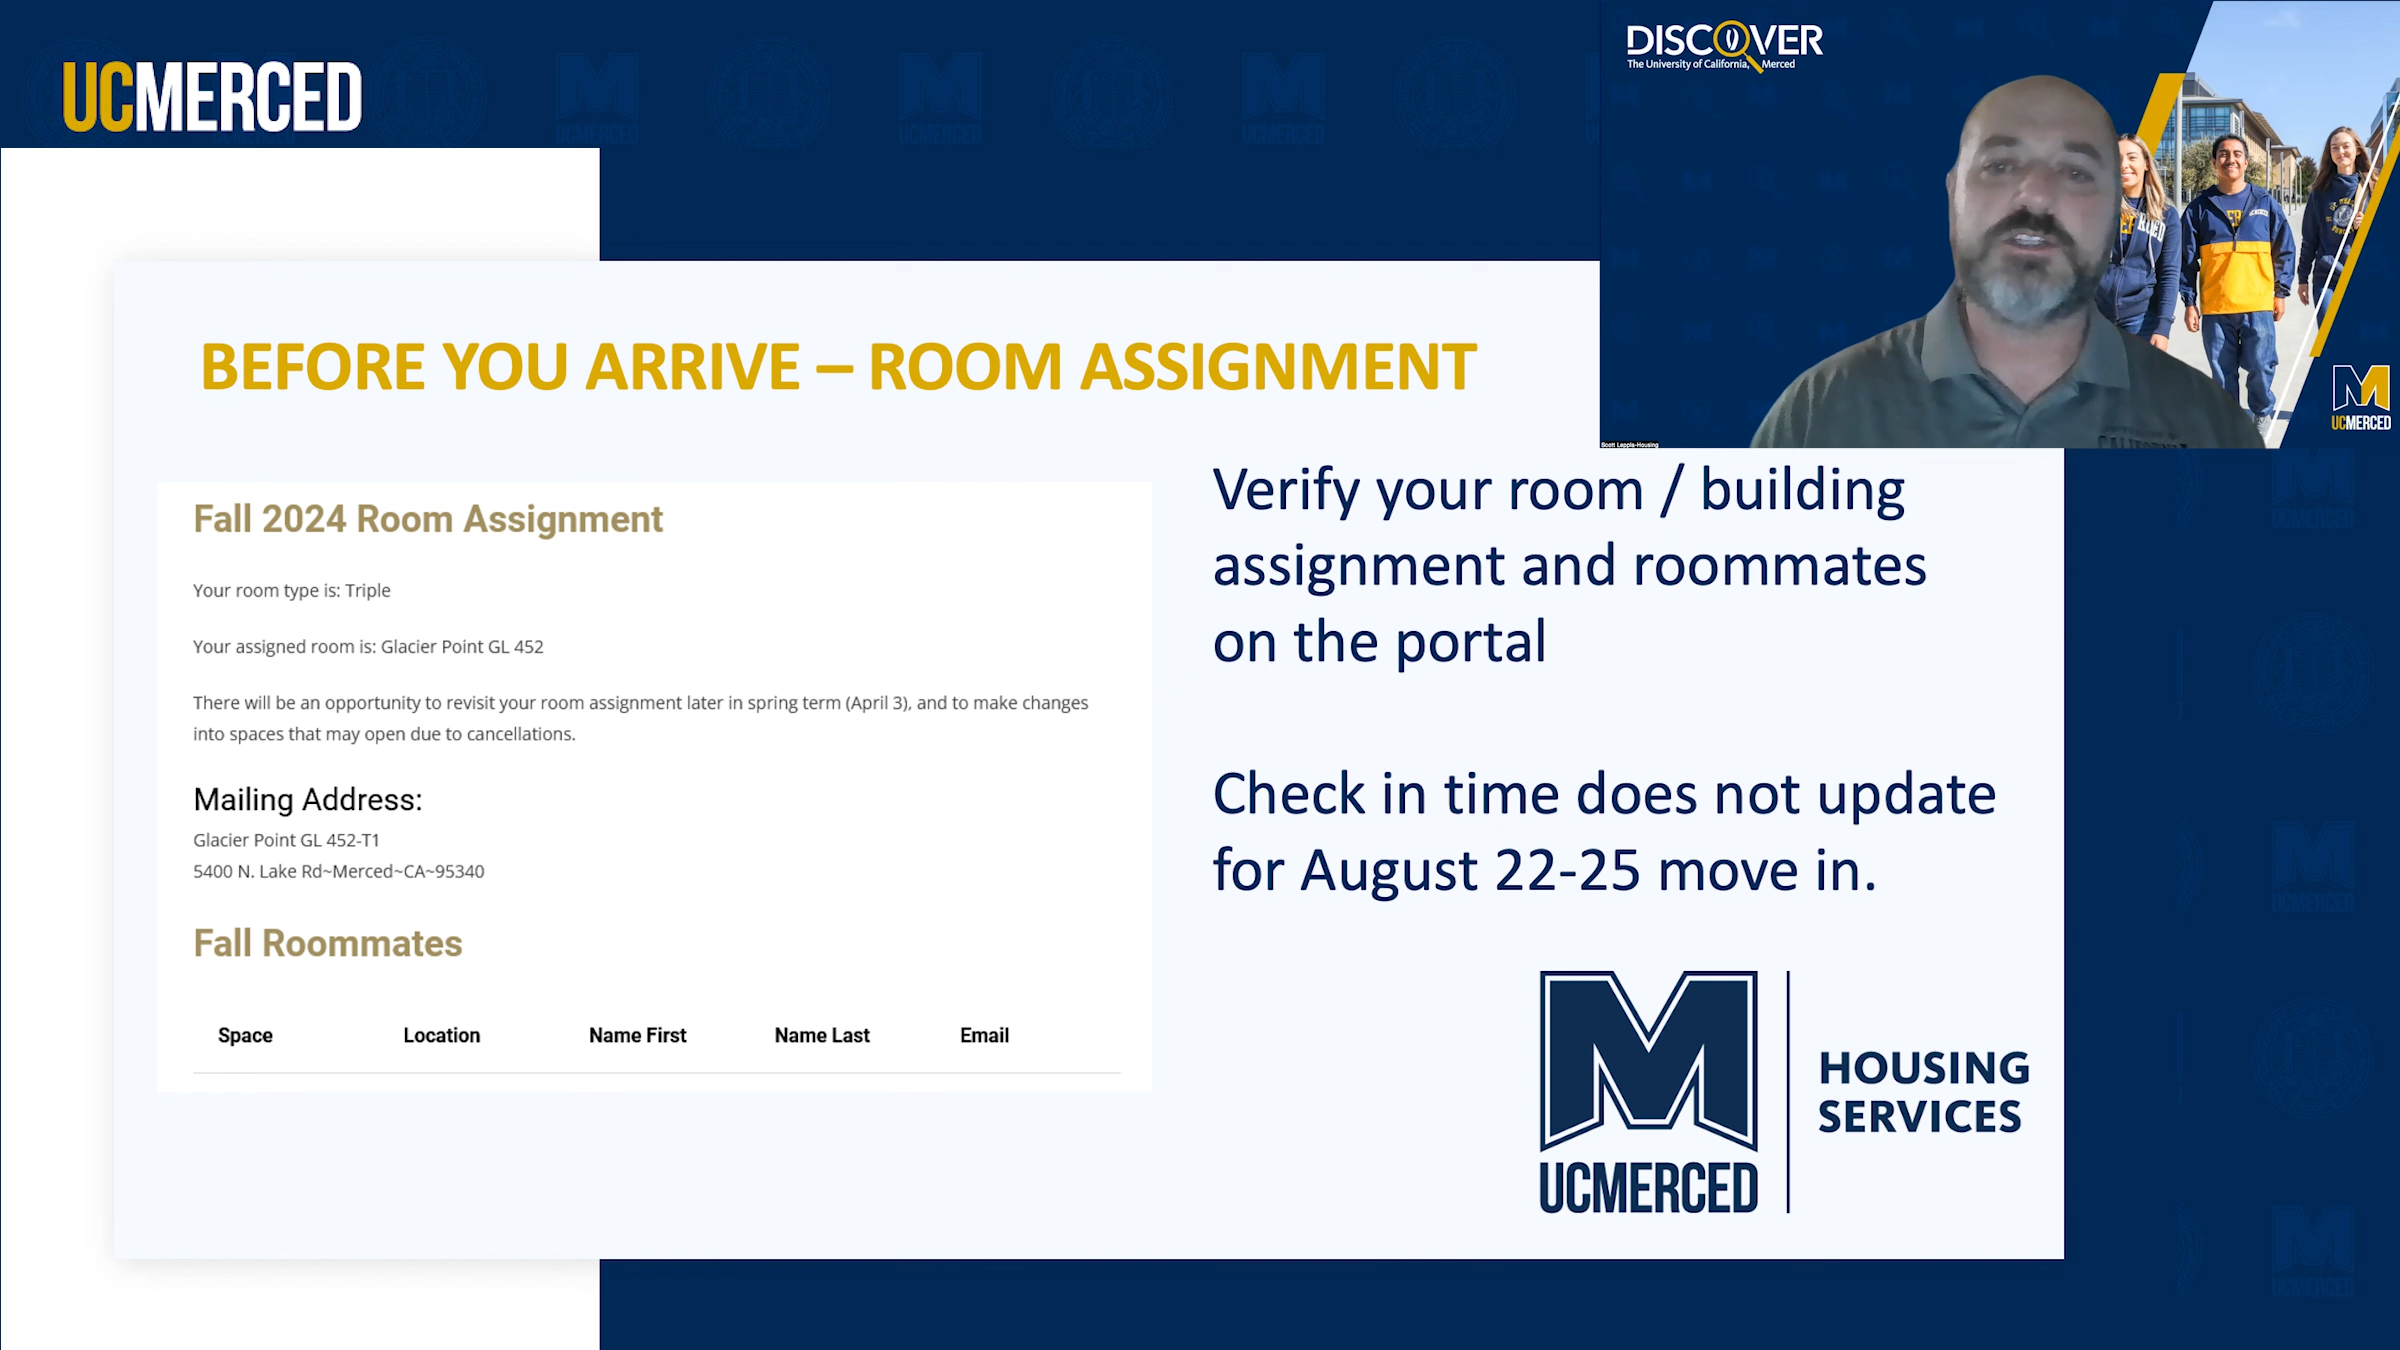 UCMERCED
DISCOVER
The University of California, Merced
UCMERCED
Scott Lappla-Housing
BEFORE YOU ARRIVE – ROOM ASSIGNMENT
Fall 2024 Room Assignment
Your room type is: Triple
Your assigned room is: Glacier Point GL 452
There will be an opportunity to revisit your room assignment later in spring term (April 3), and to make changes
into spaces that may open due to cancellations.
Mailing Address:
Glacier Point GL 452-T1
5400 N. Lake Rd~Merced~CA~95340
Fall Roommates
Space Location Name First Name Last Email
Verify your room / building
assignment and roommates
on the portal
Check in time does not update
for August 22-25 move in.
UCMERCED
HOUSING
SERVICES